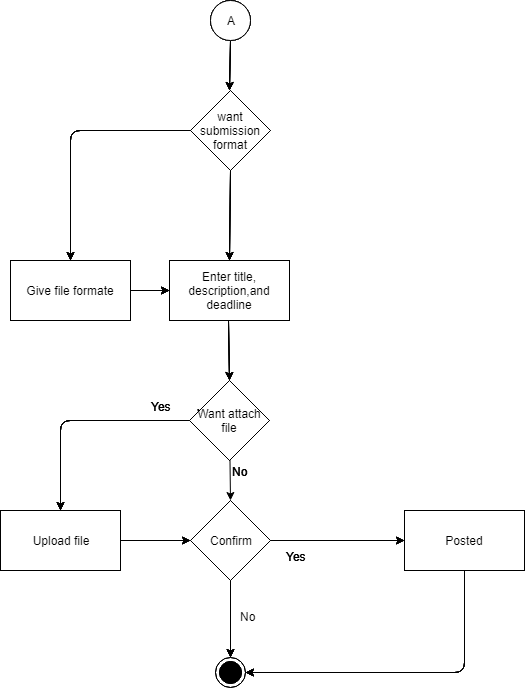 A
want
submission
format
Give file formate
Enter title,
description,and
deadline
Yes
Want attach
file
No
Upload file
Confirm
Yes
Posted
No